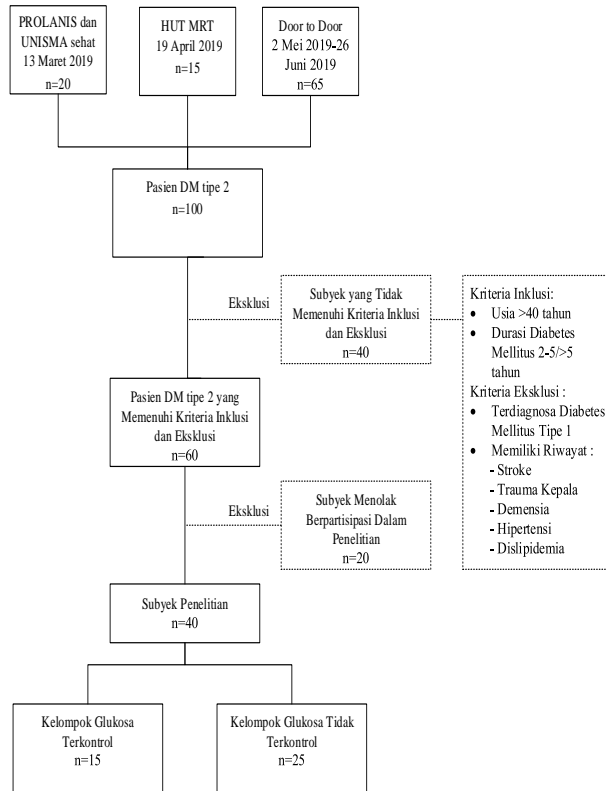 PROLANIS dan
UNISMA sehat
13 Maret 2019
n=20
HUT MRT
19 April 2019
n=15
Door to Door
2 Mei 2019-26
Juni 2019
n=65
Pasien DM tipe 2
n=100
Eksklusi
Subyek yang Tidak
Memenuhi Kriteria Inklusi
dan Eksklusi
n=40
Kriteria Inklusi:
• Usia >40 tahun
• Durasi Diabetes
Mellitus 2-5/>5
tahun
Kriteria Eksklusi :
• Terdiagnosa Diabetes
Mellitus Tipe 1
• Memiliki Riwayat :
- Stroke
- Trauma Kepala
- Demensia
- Hipertensi
- Dislipidemia
Pasien DM tipe 2 yang
Memenuhi Kriteria Inklusi
dan Eksklusi
n=60
Eksklusi
Subyek Menolak
Berpartisipasi Dalam
Penelitian
n=20
Subyek Penelitian
n=40
Kelompok Glukosa
Terkontrol
n=15
Kelompok Glukosa Tidak
Terkontrol
n=25